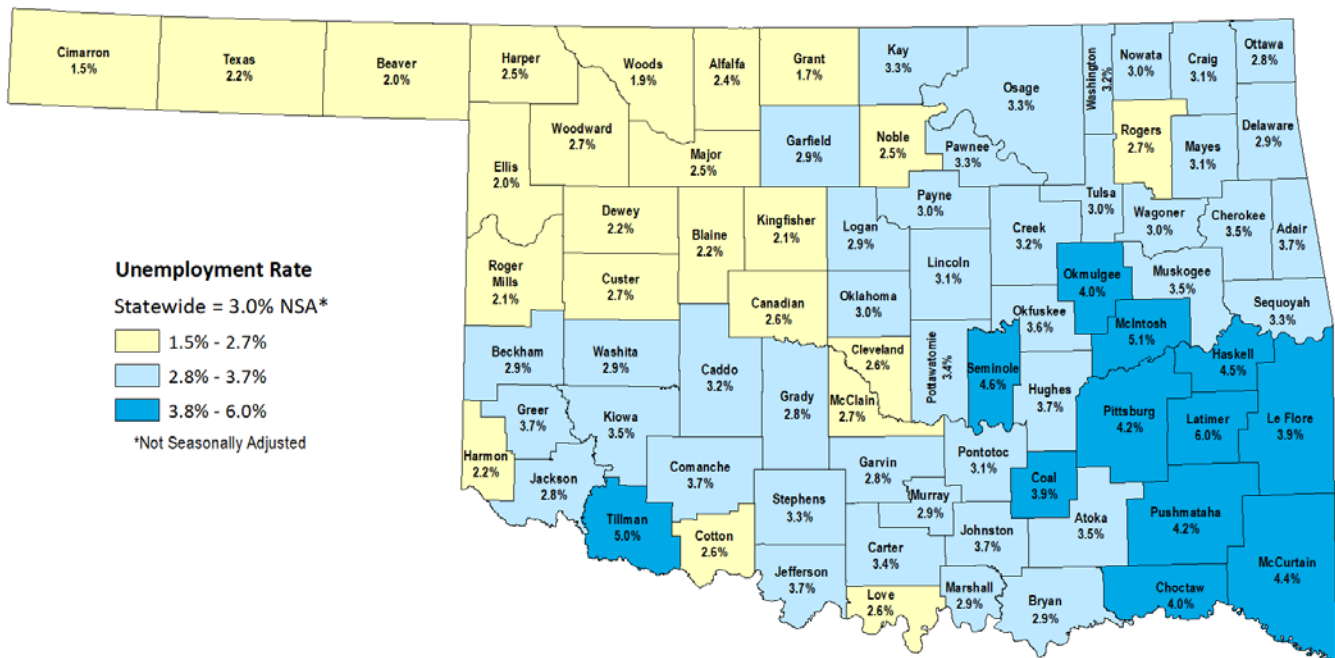 Cimarron
1.5%
Texas
2.2%
Beaver
2.0%
Harper
2.5%
Woods
1.9%
Alfalfa
2.4%
Grant
1.7%
Kay
3.3%
Osage
3.3%
Washington
3.2%
Nowata
3.0%
Craig
3.1%
Ottawa
2.8%
Woodward
2.7%
Ellis
2.0%
Major
2.5%
Garfield
2.9%
Noble
2.5%
Pawnee
3.3%
Rogers
2.7%
Mayes
3.1%
Delaware
2.9%
Dewey
2.2%
Blaine
2.2%
Kingfisher
2.1%
Logan
2.9%
Payne
3.0%
Creek
3.2%
Tulsa
3.0%
Wagoner
3.0%
Cherokee
3.5%
Adair
3.7%
Roger
Mills
2.1%
Custer
2.7%
Canadian
2.6%
Oklahoma
3.0%
Lincoln
3.1%
Okfuskee
3.6%
Okmulgee
4.0%
Muskogee
3.5%
McIntosh
5.1%
Sequoyah
3.3%
Unemployment Rate
Statewide = 3.0% NSA*
1.5% - 2.7%
2.8% - 3.7%
3.8% - 6.0%
*Not Seasonally Adjusted
Beckham
2.9%
Washita
2.9%
Caddo
3.2%
Grady
2.8%
Cleveland
2.6%
McClain
2.7%
Pottawatomie
3.4%
Seminole
4.6%
Hughes
3.7%
Pittsburg
4.2%
Haskell
4.5%
Latimer
6.0%
Le Flore
3.9%
Greer
3.7%
Kiowa
3.5%
Harmon
2.2%
Jackson
2.8%
Comanche
3.7%
Tillman
5.0%
Cotton
2.6%
Stephens
3.3%
Jefferson
3.7%
Garvin
2.8%
Murray
2.9%
Pontotoc
3.1%
Coal
3.9%
Atoka
3.5%
Pushmataha
4.2%
McCurtain
4.4%
Carter
3.4%
Johnston
3.7%
Love
2.6%
Marshall
2.9%
Bryan
2.9%
Choctaw
4.0%